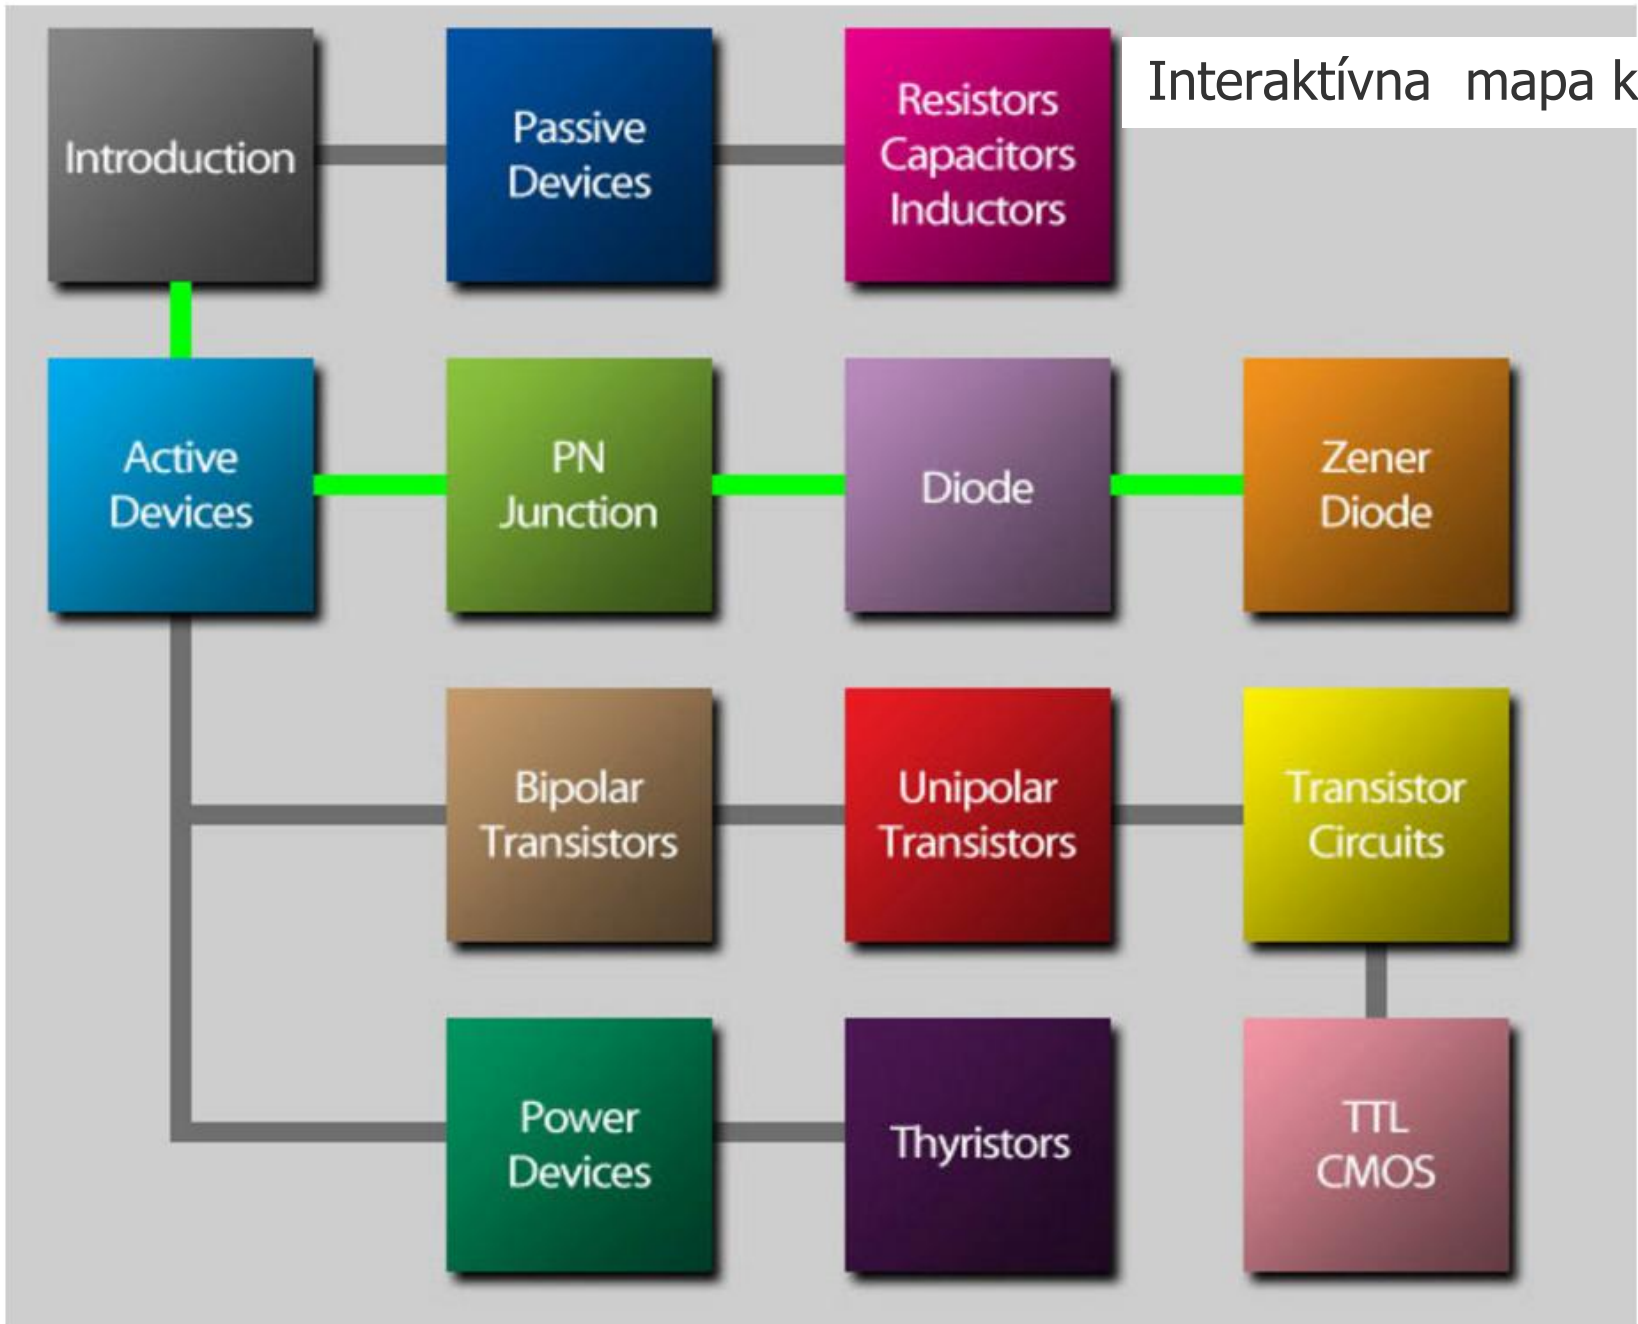 Interaktívna mapa k
Introduction
Passive
Devices
Resistors
Capacitors
Inductors
Active
Devices
PN
Junction
Diode
Zener
Diode
Bipolar
Transistors
Unipolar
Transistors
Transistor
Circuits
Power
Devices
Thyristors
TTL
CMOS